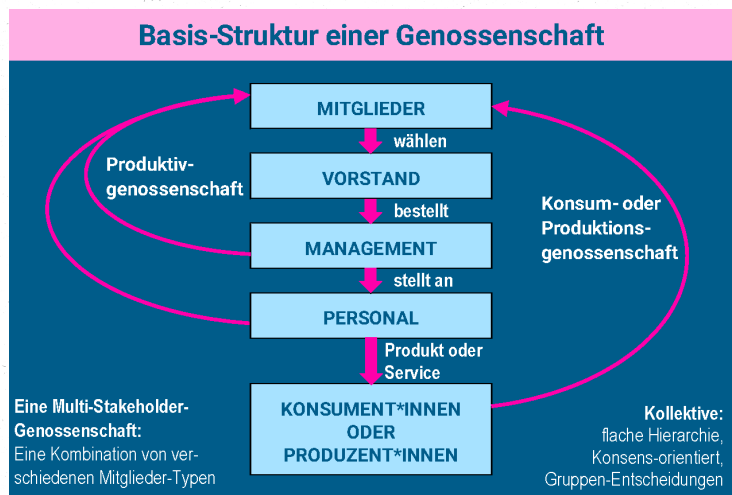 Basis-Struktur einer Genossenschaft
MITGLIEDER
wählen
Produktiv-
genossenschaft
VORSTAND
bestellt
Konsum- oder
Produktions-
genossenschaft
MANAGEMENT
stellt an
PERSONAL
Produkt oder
Service
KONSUMENT*INNEN
ODER
PRODUZENT*INNEN
Eine Multi-Stakeholder-
Genossenschaft:
Eine Kombination von ver-
schiedenen Mitglieder-Typen
Kollektive:
flache Hierarchie,
Konsens-orientiert,
Gruppen-Entscheidungen